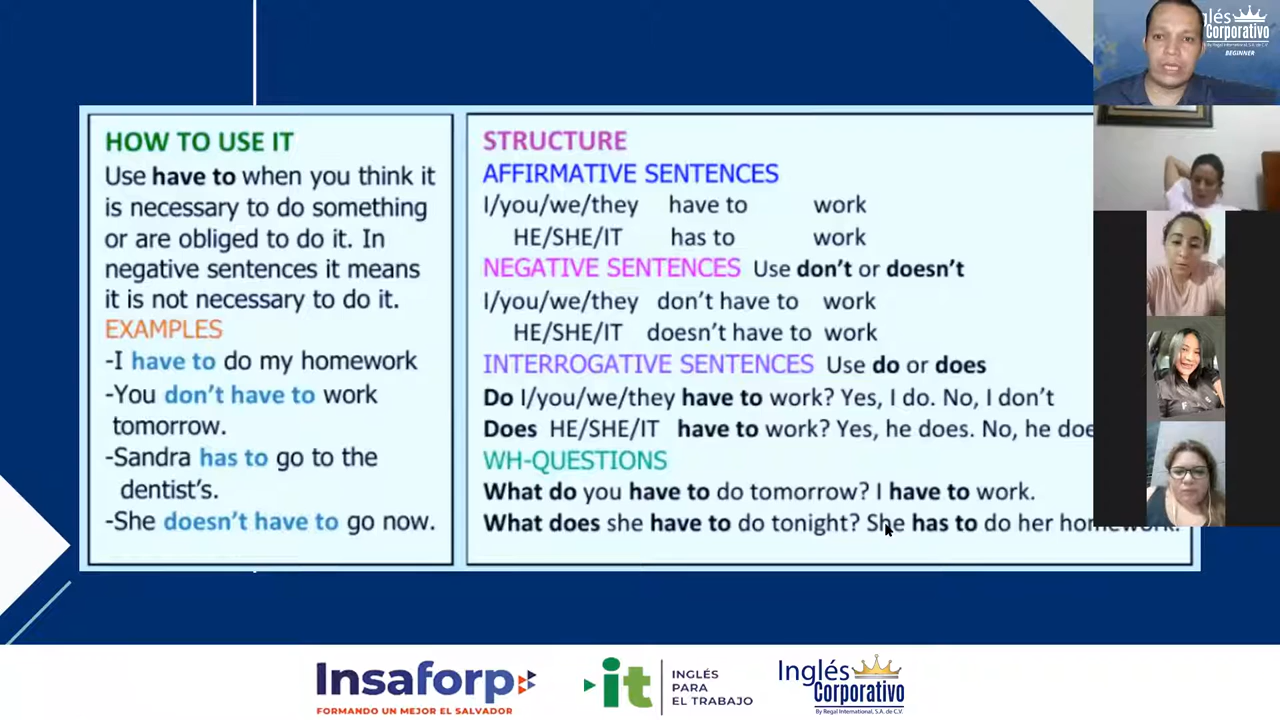 HOW TO USE IT
Use have to when you think it
is necessary to do something
or are obliged to do it. In
negative sentences it means
it is not necessary to do it.
EXAMPLES
-I have to do my homework
-You don't have to work
tomorrow.
-Sandra has to go to the
dentist's.
-She doesn't have to go now.
STRUCTURE
AFFIRMATIVE SENTENCES
I/you/we/they have to work
HE/SHE/IT has to work
NEGATIVE SENTENCES Use don't or doesn't
I/you/we/they don't have to work
HE/SHE/IT doesn't have to work
INTERROGATIVE SENTENCES Use do or does
Do I/you/we/they have to work? Yes, I do. No, I don't
Does HE/SHE/IT have to work? Yes, he does. No, he
WH-QUESTIONS
What do you have to do tomorrow? I have to work.
What does she have to do tonight? She has to do her
Corporativo
By Regal International, S.A. de C.V.
BEGINNER
Insaforp
FORMANDO UN MEJOR EL SALVADOR
it
INGLÉS
PARA
EL TRABAJO
Inglés
Corporativo
By Regal International, S.A. de C.V.